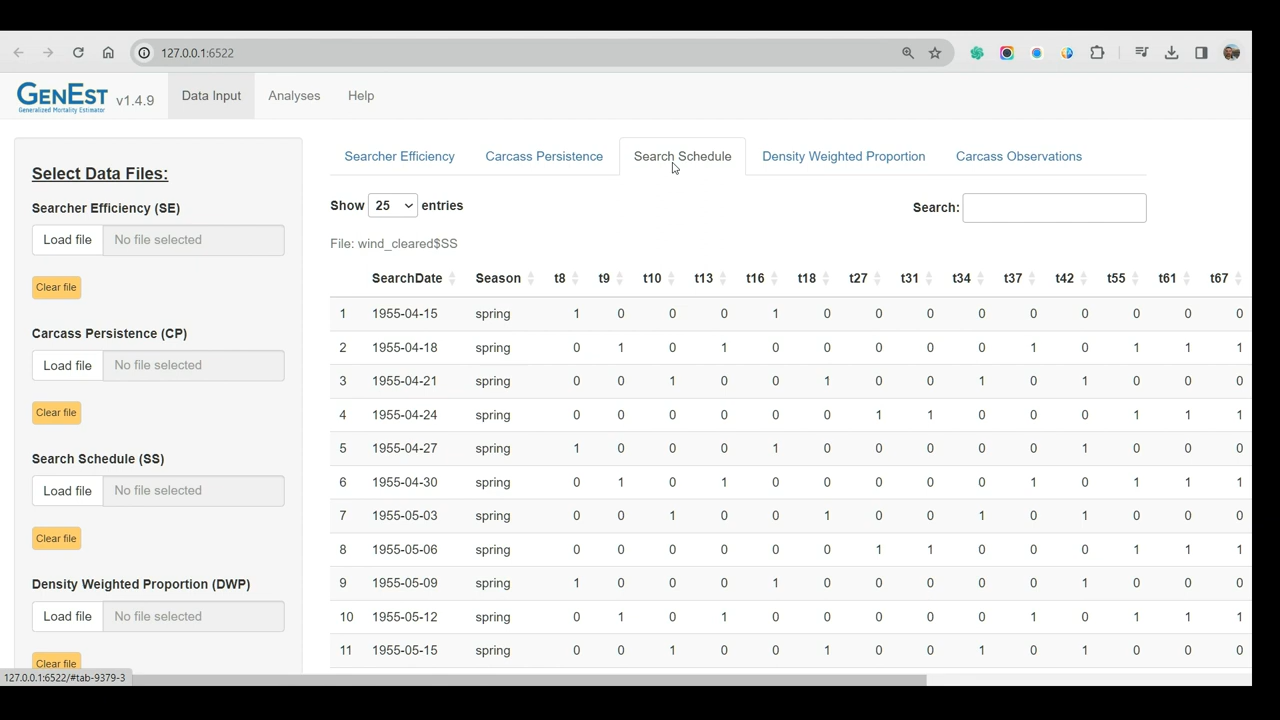 127.0.0.1:6522
GENEST v1.4.9
Generalized Mortality Estimator
Data Input Analyses Help
Select Data Files:
Searcher Efficiency (SE)
Load file No file selected
Clear file
Carcass Persistence (CP)
Load file No file selected
Clear file
Search Schedule (SS)
Load file No file selected
Clear file
Density Weighted Proportion (DWP)
Load file No file selected
Clear file
Searcher Efficiency Carcass Persistence Search Schedule Density Weighted Proportion Carcass Observations
Show 25 entries Search:
File: wind_cleared$SS
SearchDate Season t8 t9 t10 t13 t16 t18 t27 t31 t34 t37 t42 t55 t61 t67
1 1955-04-15 spring 1 0 0 0 1 0 0 0 0 0 0 0 0 0
2 1955-04-18 spring 0 1 0 1 0 0 0 0 0 1 0 1 1 1
3 1955-04-21 spring 0 0 1 0 0 1 0 0 1 0 1 0 0 0
4 1955-04-24 spring 0 0 0 0 0 0 1 1 0 0 0 1 1 1
5 1955-04-27 spring 1 0 0 0 1 0 0 0 0 0 1 0 0 0
6 1955-04-30 spring 0 1 0 1 0 0 0 0 0 1 0 1 1 1
7 1955-05-03 spring 0 0 1 0 0 1 0 0 1 0 1 0 0 0
8 1955-05-06 spring 0 0 0 0 0 0 1 1 0 0 0 1 1 1
9 1955-05-09 spring 1 0 0 0 1 0 0 0 0 0 1 0 0 0
10 1955-05-12 spring 0 1 0 1 0 0 0 0 0 1 0 1 1 1
11 1955-05-15 spring 0 0 1 0 0 1 0 0 1 0 1 0 0 0
127.0.0.1:6522/#tab-9379-3